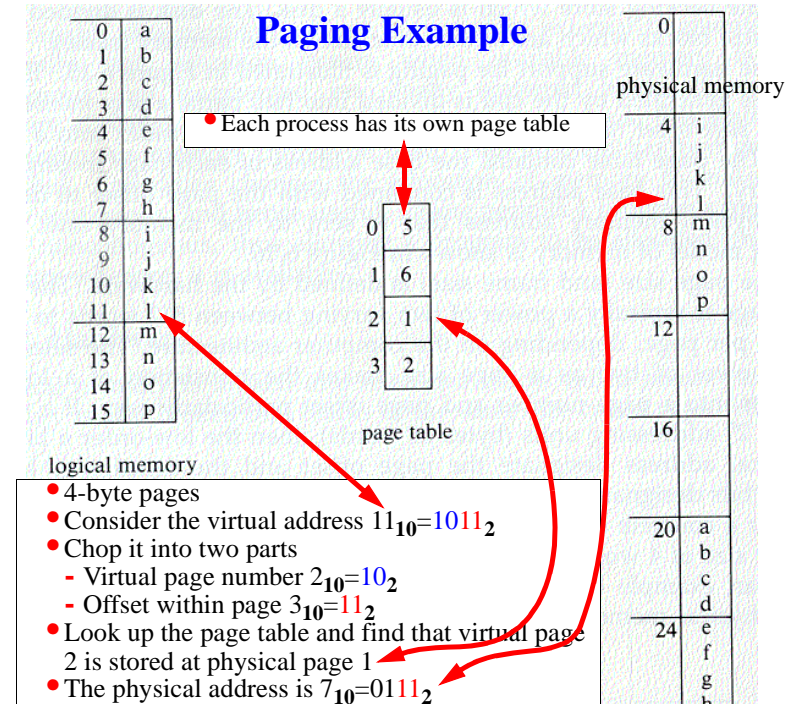 Paging Example
0 a
1 b
2 c
3 d
4 e
5 f
6 g
7 h
8 i
9 j
10 k
11 l
12 m
13 n
14 o
15 p
logical memory
• Each process has its own page table
0 5
1 6
2 1
3 2
page table
0
physical memory
4 i
j
k
l
8 m
n
o
p
12
16
20 a
b
c
d
24 e
f
g
h
• 4-byte pages
• Consider the virtual address 11₁₀=1011₂
• Chop it into two parts
- Virtual page number 2₁₀=10₂
- Offset within page 3₁₀=11₂
• Look up the page table and find that virtual page
2 is stored at physical page 1
• The physical address is 7₁₀=0111₂